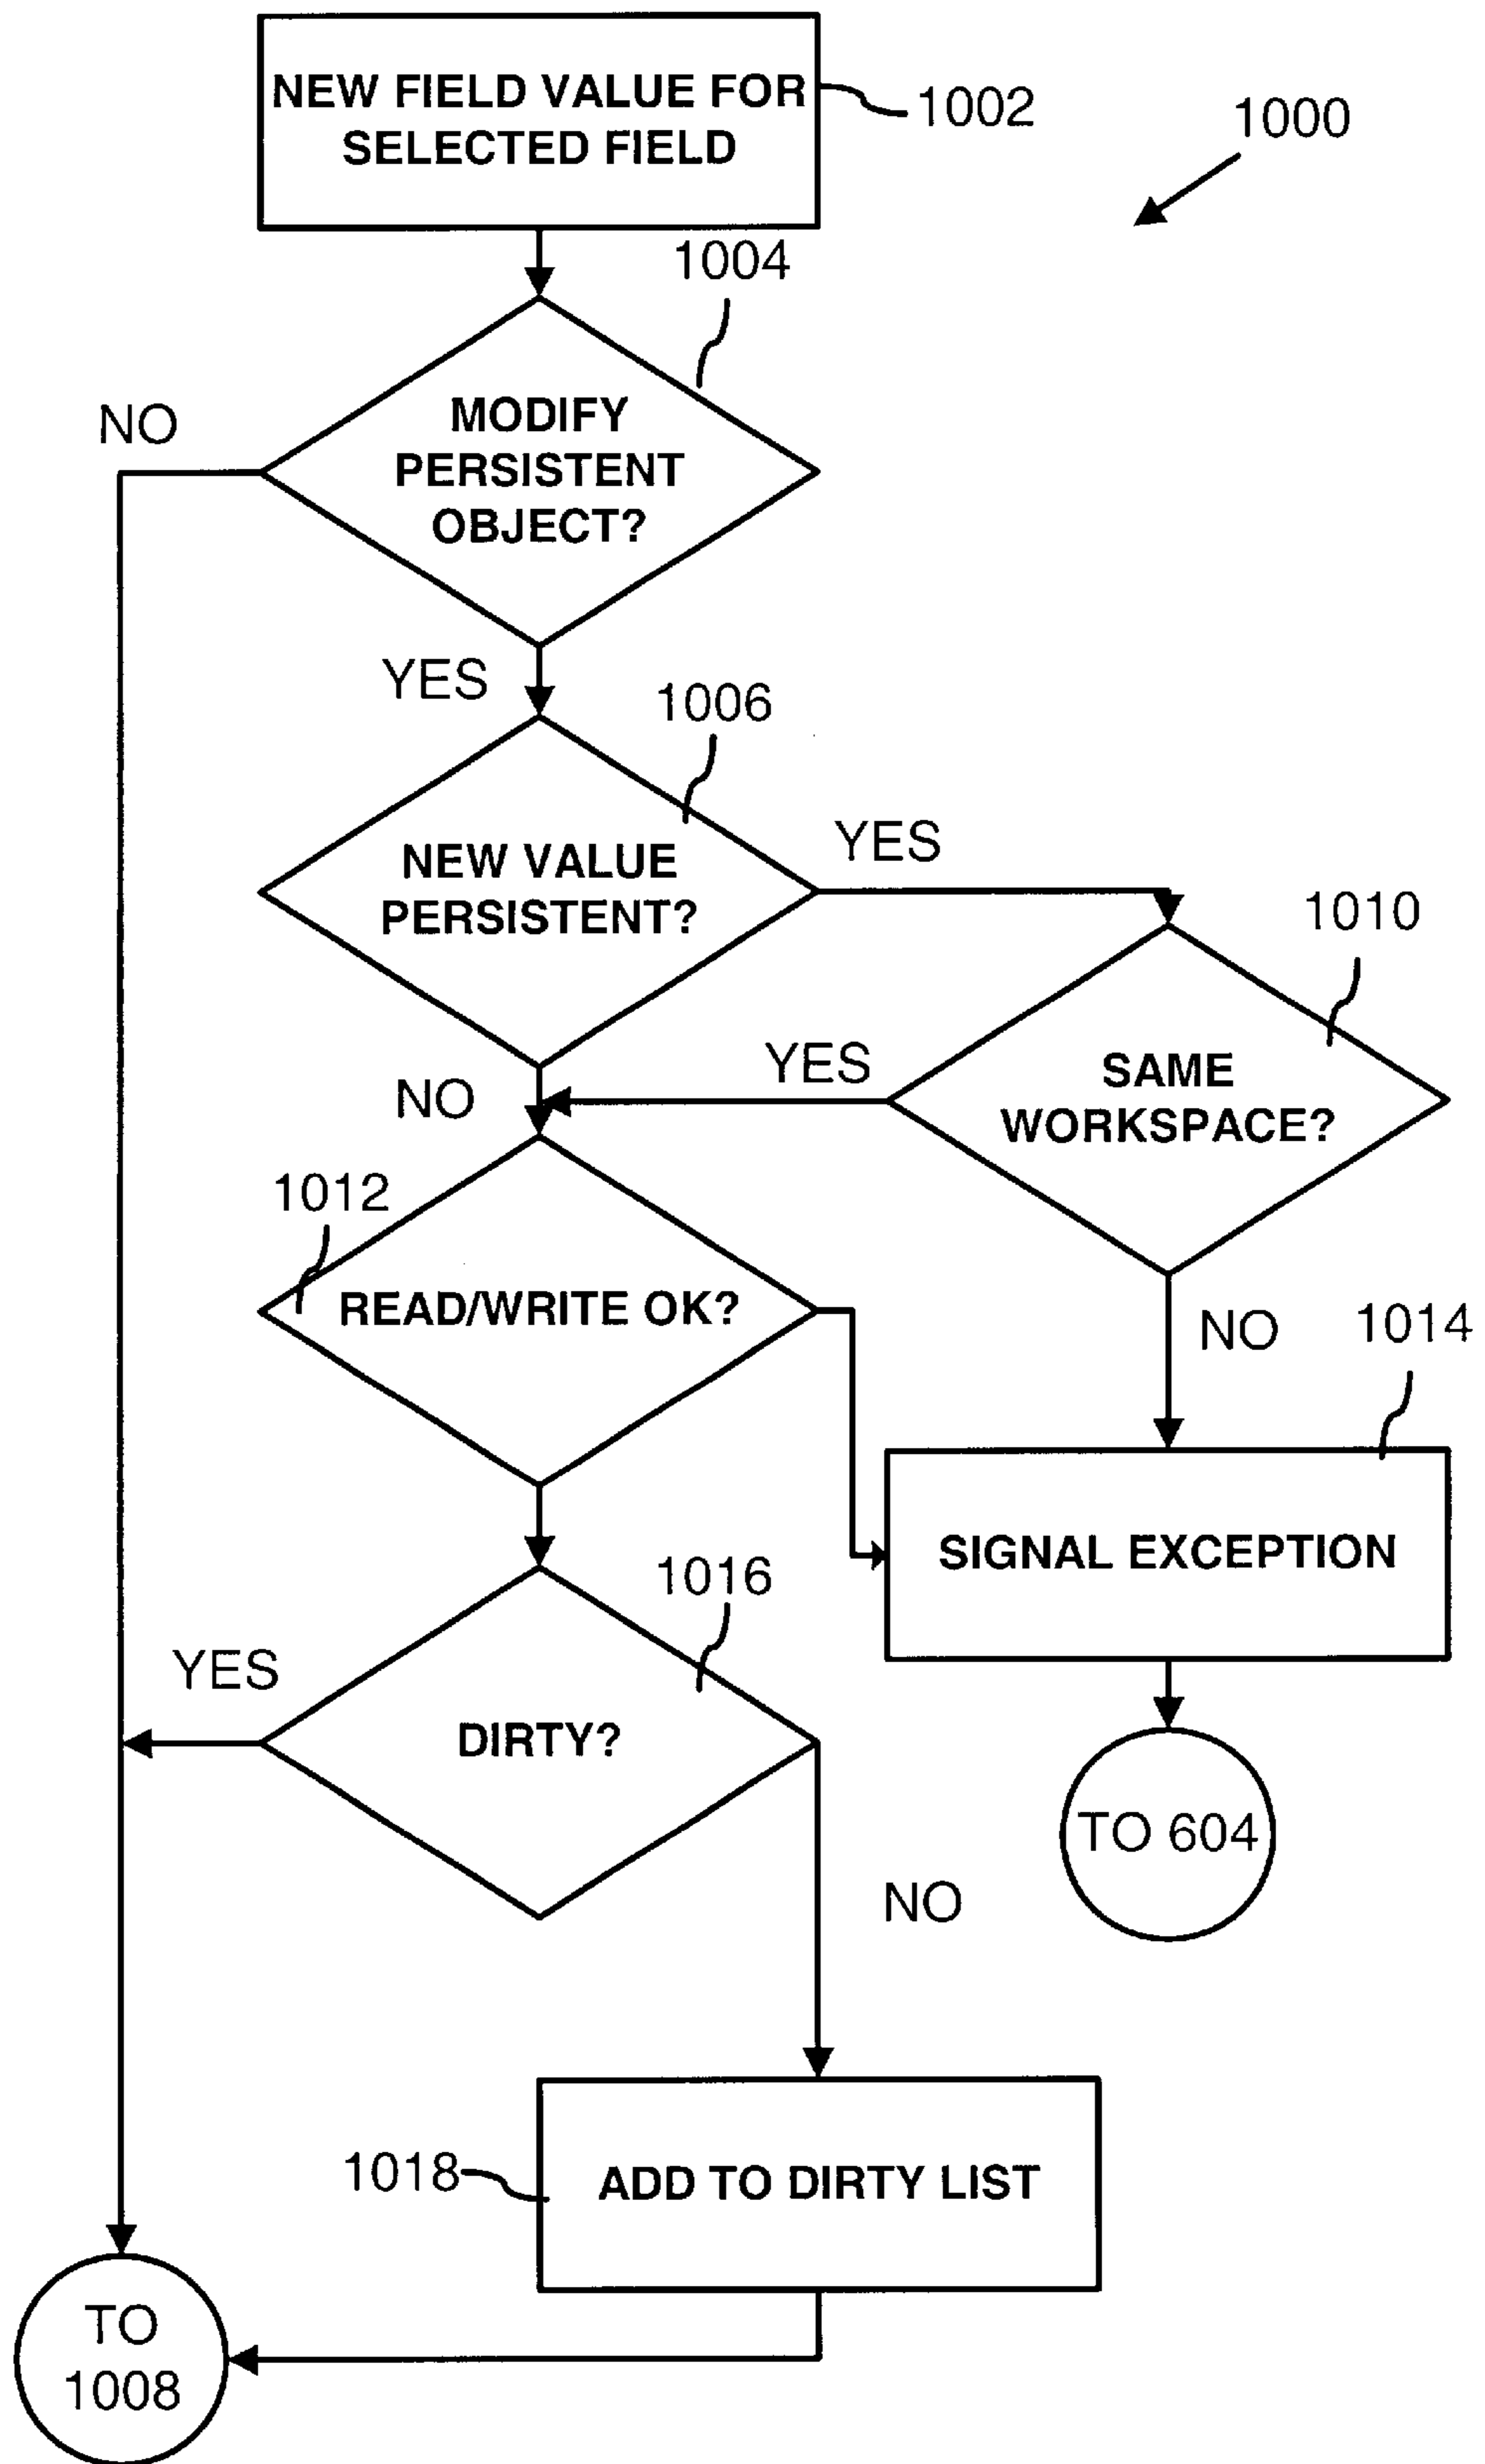 NEW FIELD VALUE FOR
SELECTED FIELD
1002
1000
1004
NO
MODIFY
PERSISTENT
OBJECT?
YES
1006
NEW VALUE
PERSISTENT?
YES
1010
SAME
WORKSPACE?
YES
NO
1012
READ/WRITE OK?
NO
1014
SIGNAL EXCEPTION
1016
YES
DIRTY?
TO 604
NO
1018
ADD TO DIRTY LIST
TO
1008